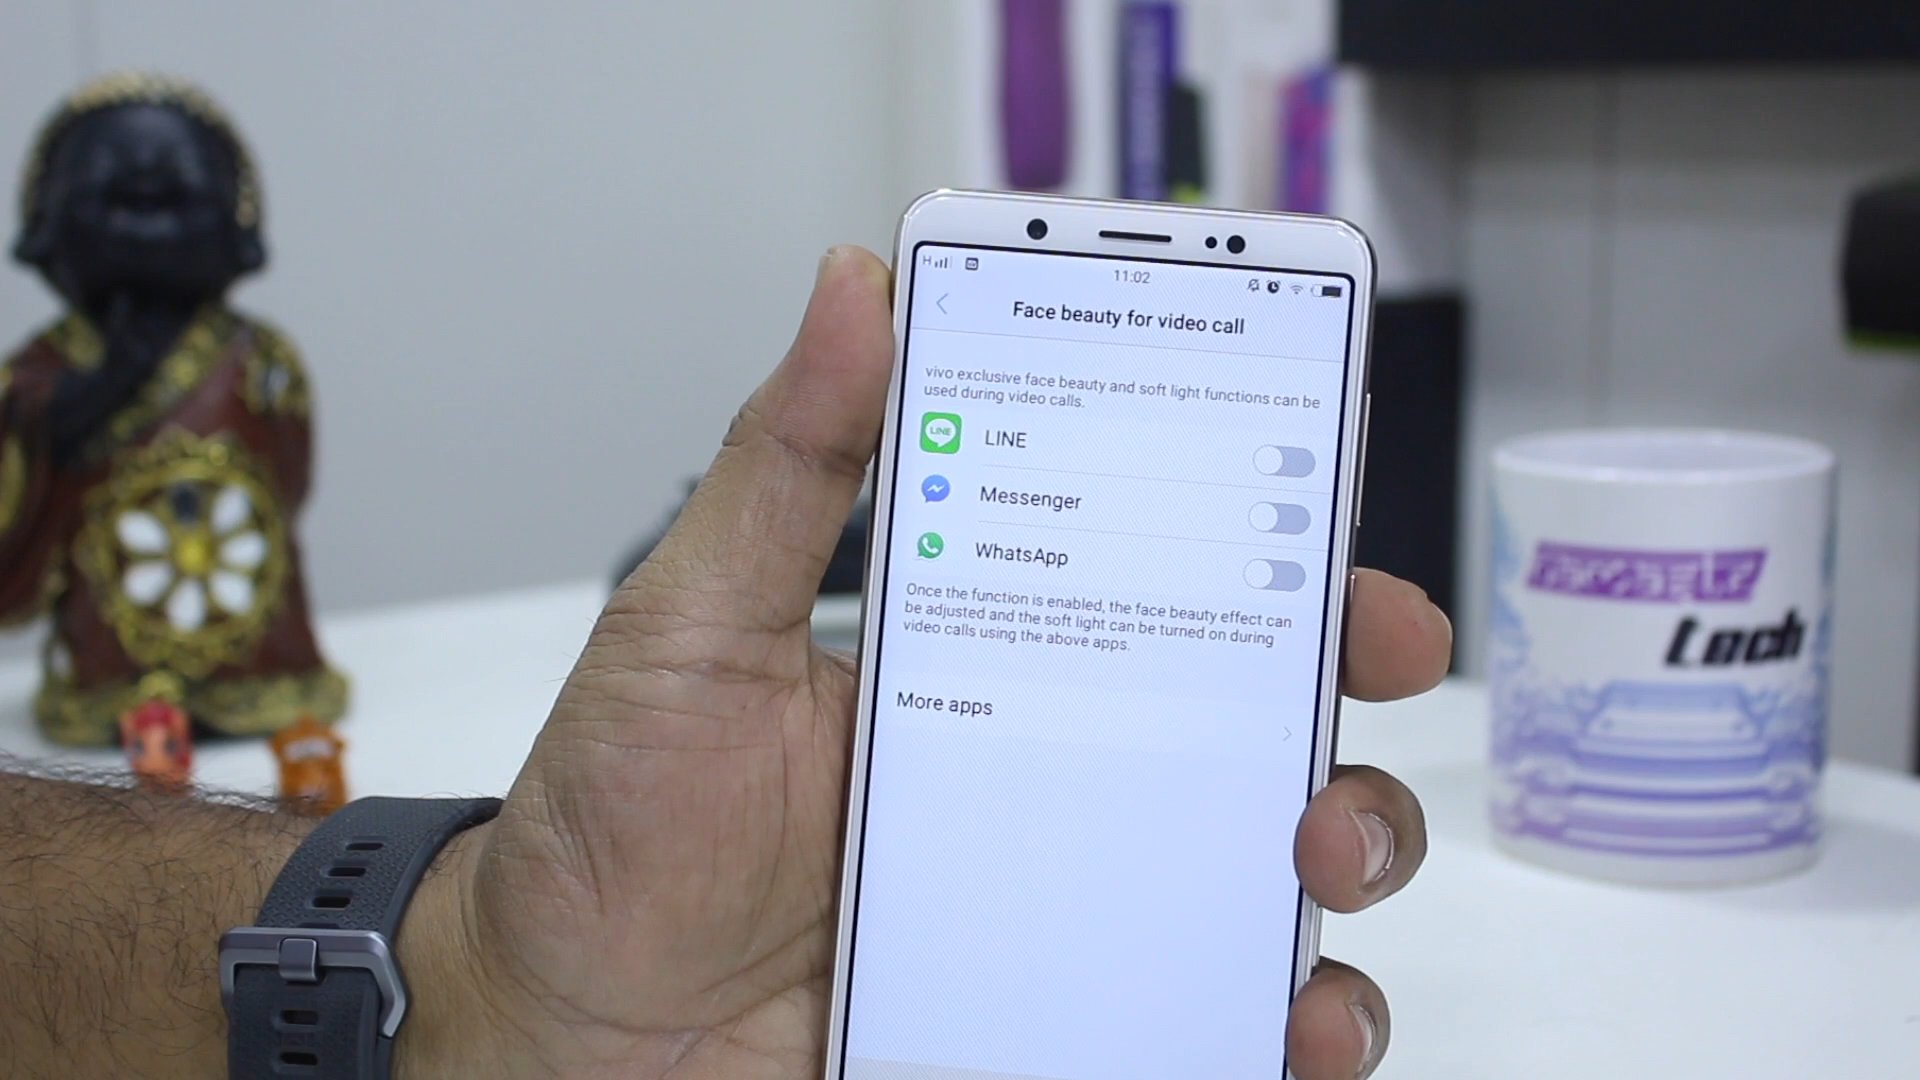 H
11:02
Face beauty for video call
vivo exclusive face beauty and soft light functions can be
used during video calls.
LINE
LINE
Messenger
WhatsApp
Once the function is enabled, the face beauty effect can
be adjusted and the soft light can be turned on during
video calls using the above apps.
More apps
Tech